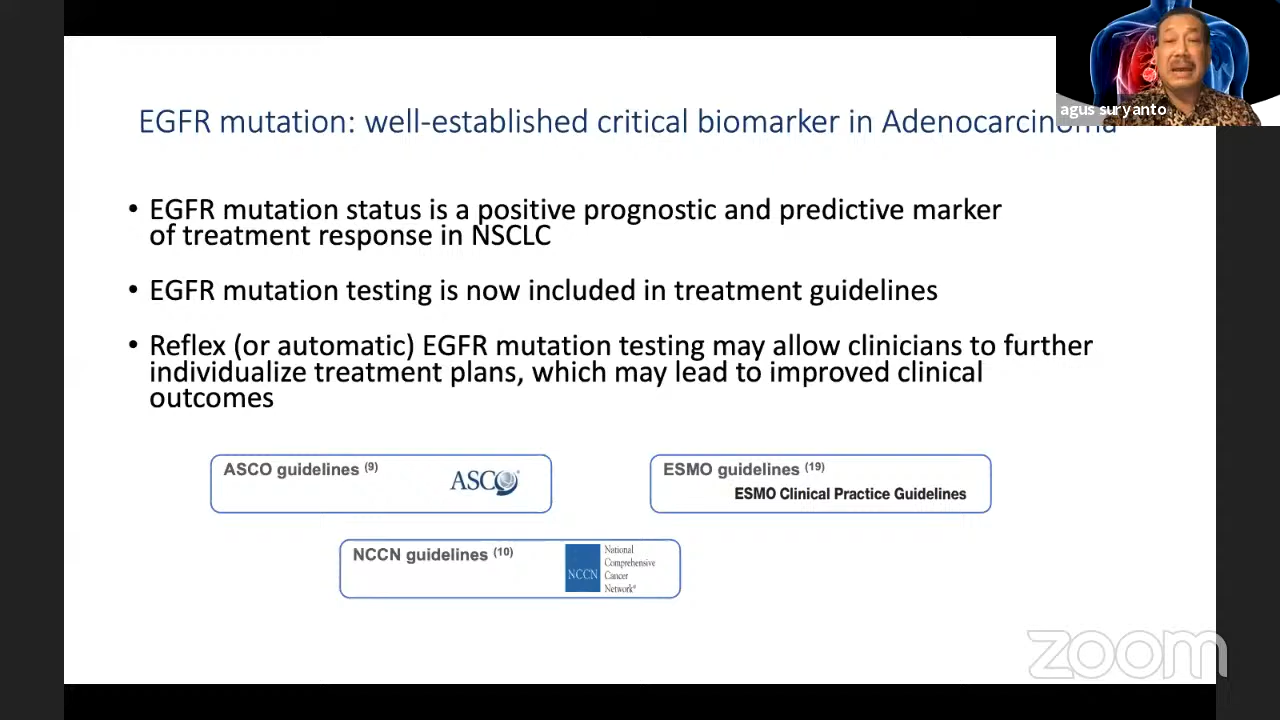 agus suryanto
EGFR mutation: well-established critical biomarker in Adenocarcinoma
• EGFR mutation status is a positive prognostic and predictive marker
of treatment response in NSCLC
• EGFR mutation testing is now included in treatment guidelines
• Reflex (or automatic) EGFR mutation testing may allow clinicians to further
individualize treatment plans, which may lead to improved clinical
outcomes
ASCO guidelines (9)
ASCO
ESMO guidelines (19)
ESMO Clinical Practice Guidelines
NCCN guidelines (10)
NCCN
National
Comprehensive
Cancer
Network®
zoom